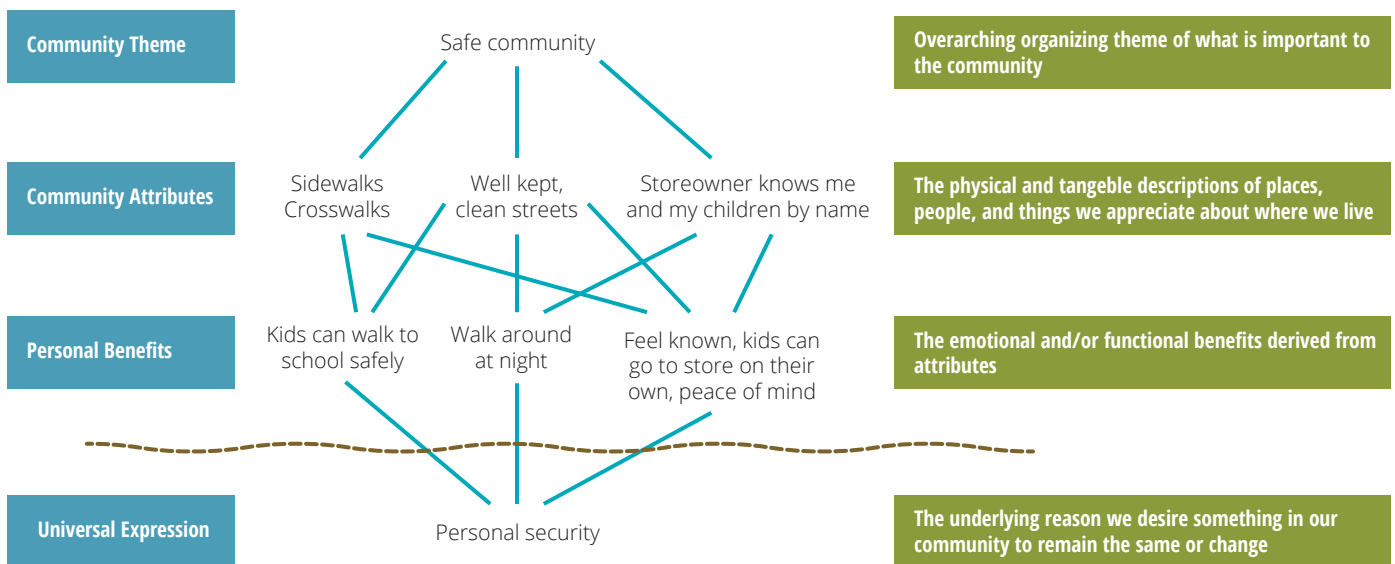 Community Theme
Safe community
Overarching organizing theme of what is important to
the community
Community Attributes
Sidewalks
Crosswalks
Well kept,
clean streets
Storeowner knows me
and my children by name
The physical and tangeble descriptions of places,
people, and things we appreciate about where we live
Personal Benefits
Kids can walk to
school safely
Walk around
at night
Feel known, kids can
go to store on their
own, peace of mind
The emotional and/or functional benefits derived from
attributes
Universal Expression
Personal security
The underlying reason we desire something in our
community to remain the same or change